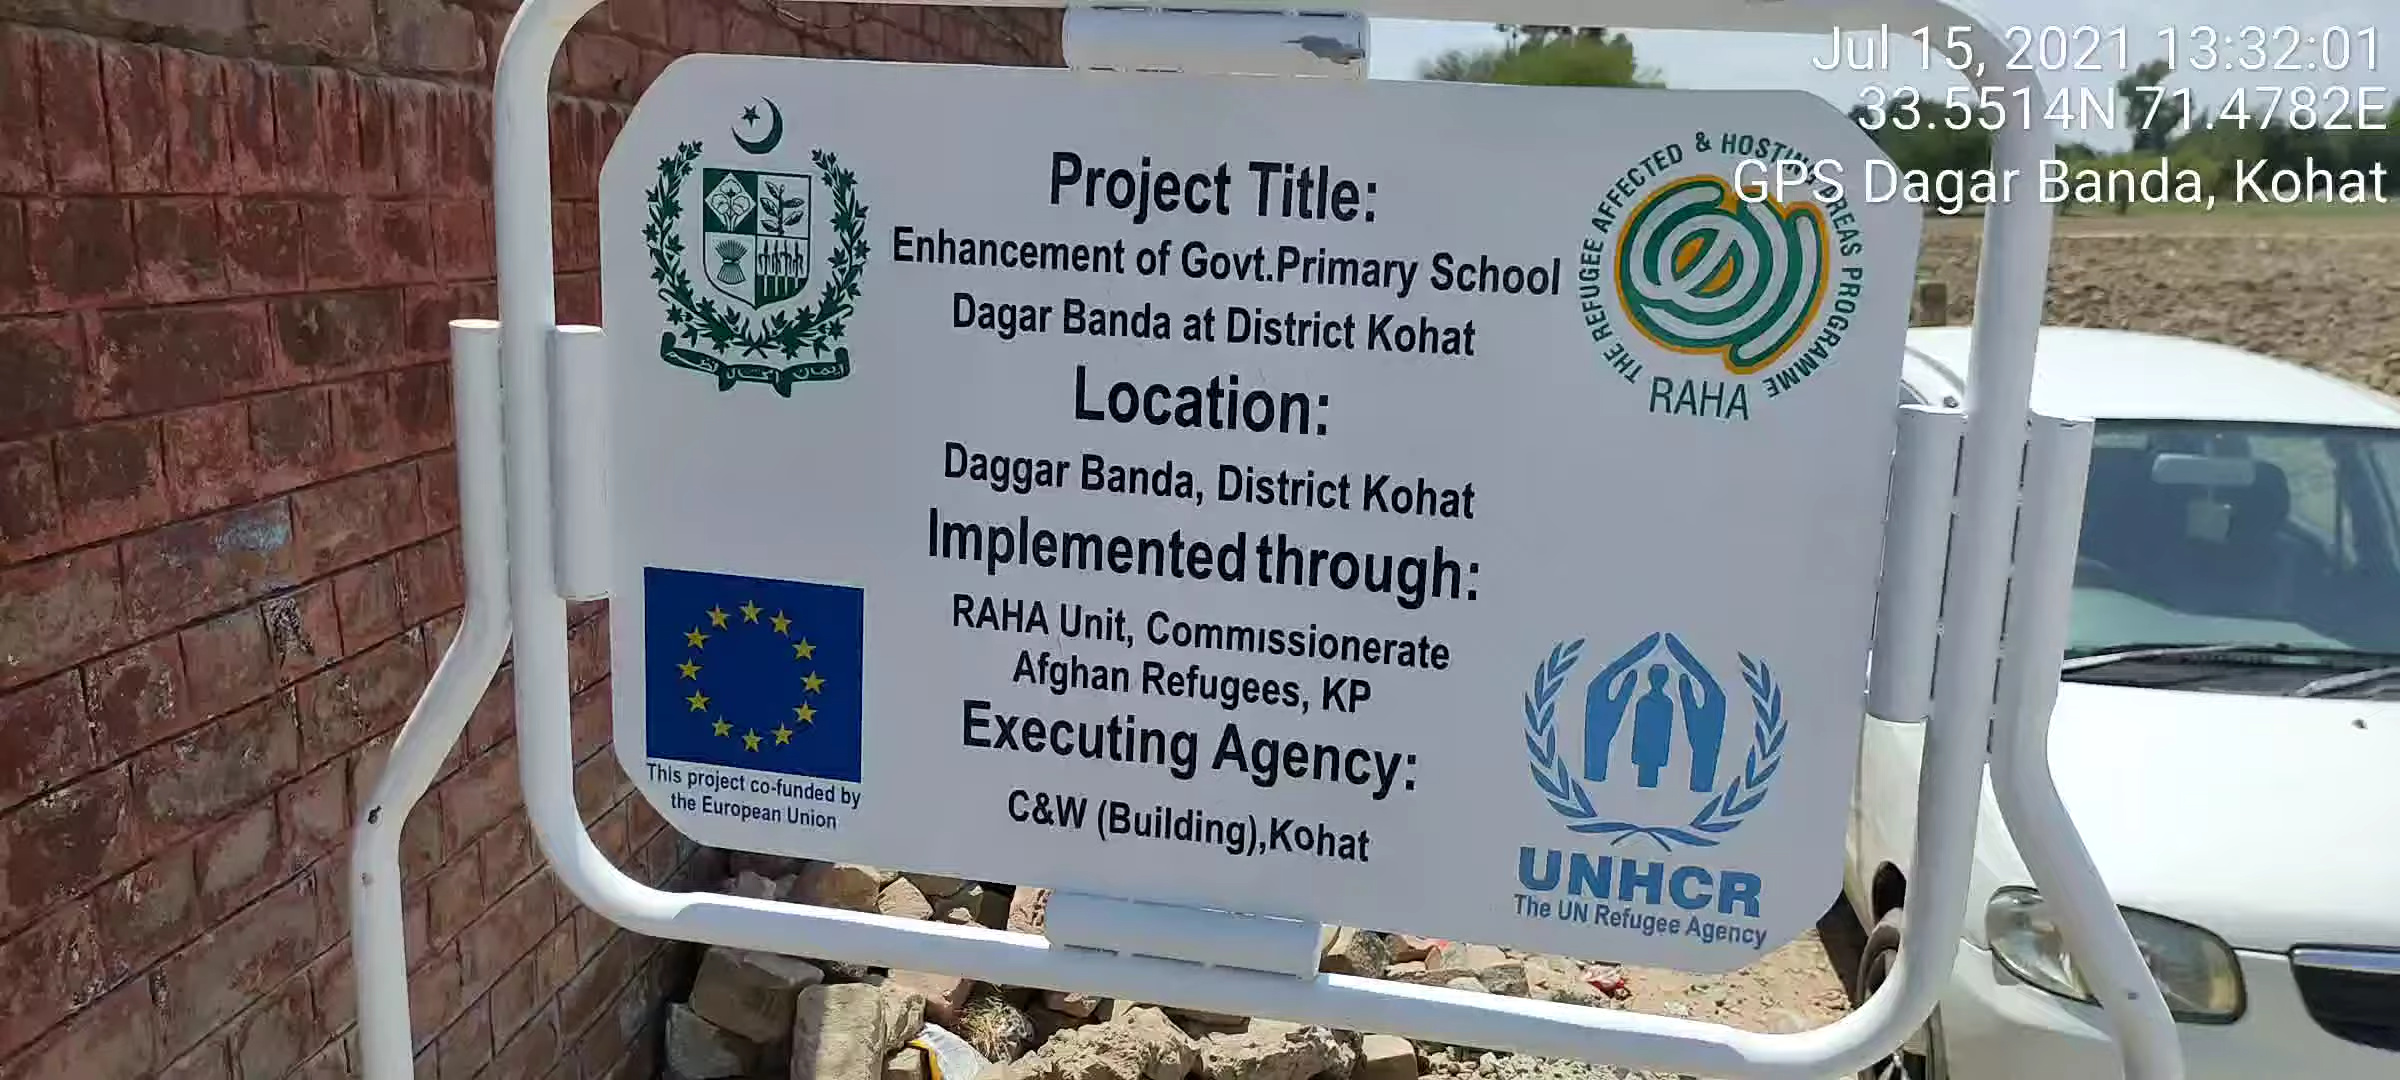 Jul 15, 2021 13:32:01
33.5514N 71.4782E
GPS Dagar Banda, Kohat
Project Title:
Enhancement of Govt.Primary School
Dagar Banda at District Kohat
Location:
Daggar Banda, District Kohat
Implemented through:
RAHA Unit, Commissionerate
Afghan Refugees, KP
Executing Agency:
C&W (Building),Kohat
THE REFUGEE AFFECTED & HOSTING AREAS PROGRAMME
RAHA
This project co-funded by
the European Union
UNHCR
The UN Refugee Agency